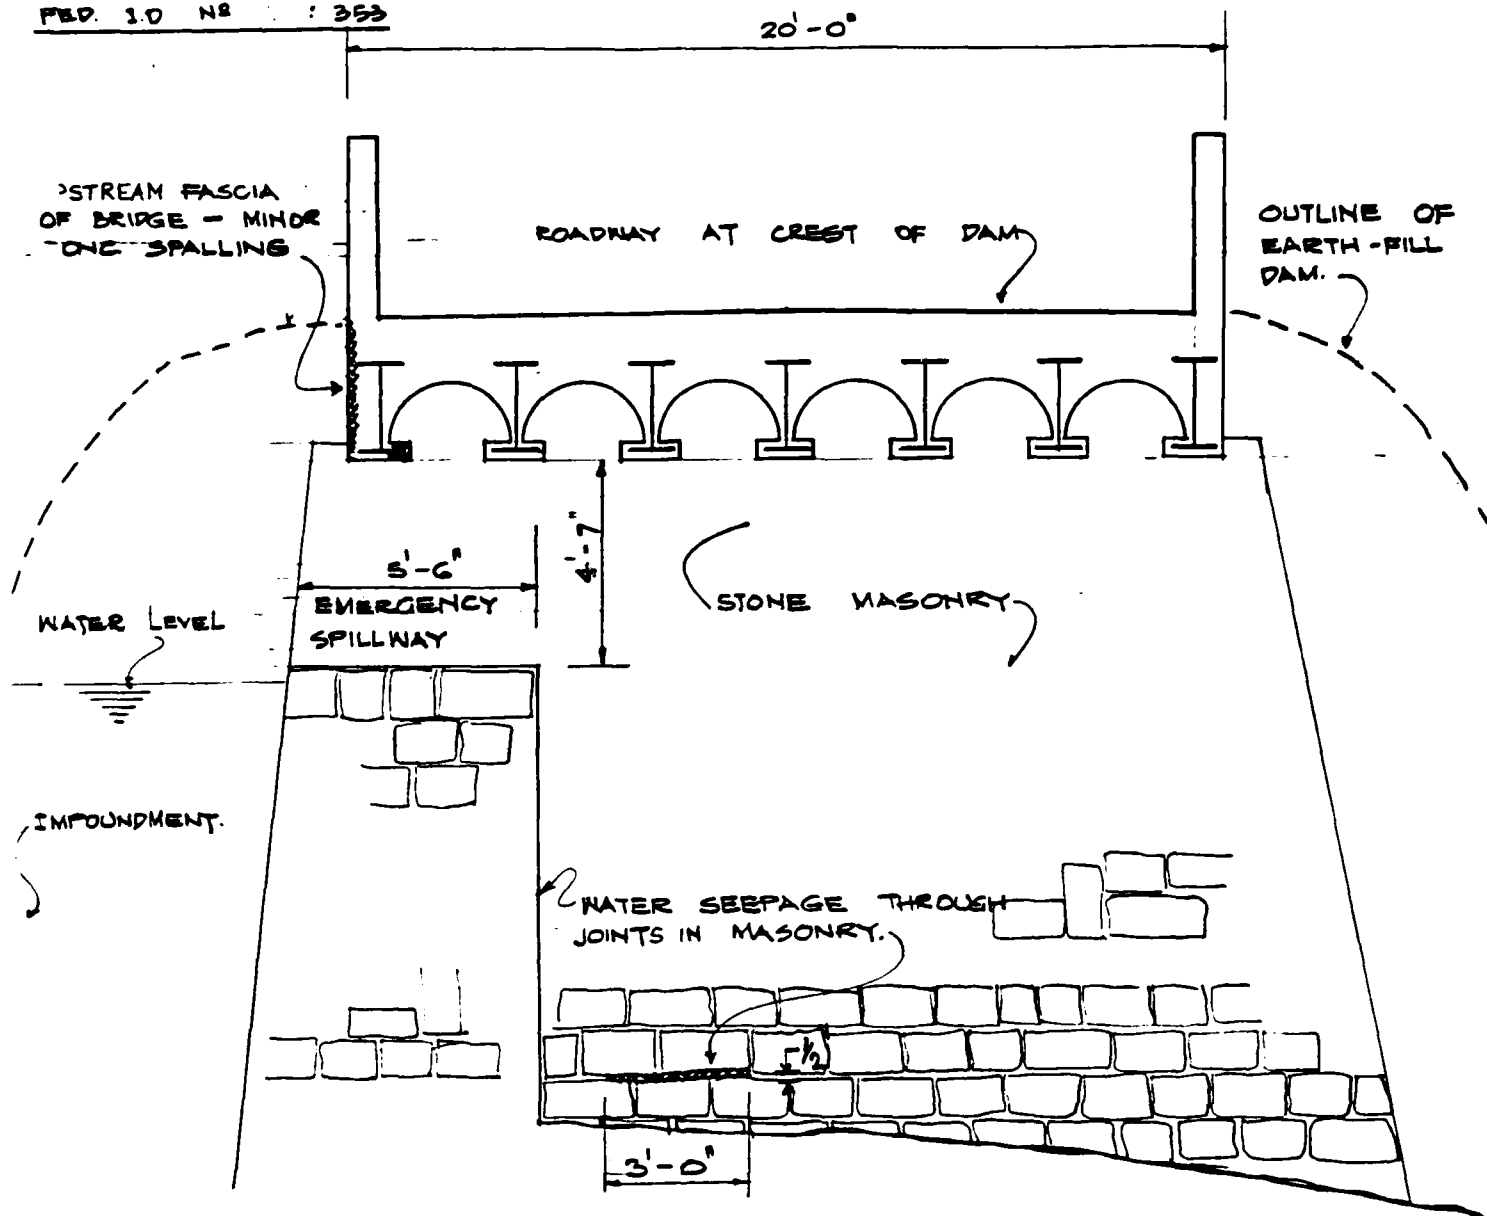 FED. I.D Nº : 353
20'-0"
STREAM FASCIA
OF BRIDGE - MINOR
ONC SPALLING
ROADWAY AT CREST OF DAM
OUTLINE OF
EARTH-FILL
DAM.
5'-6"
4'-7"
EMERGENCY
SPILLWAY
STONE MASONRY
WATER LEVEL
IMPOUNDMENT.
WATER SEEPAGE THROUGH
JOINTS IN MASONRY.
1/2
3'-0"